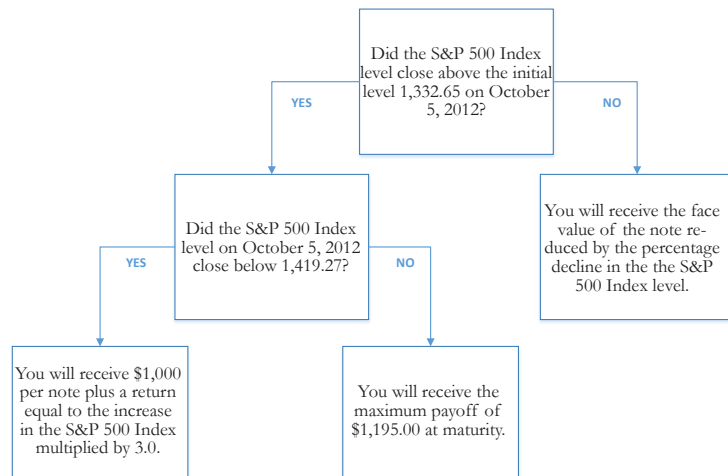 Did the S&P 500 Index
level close above the initial
level 1,332.65 on October
5, 2012?
YES
NO
Did the S&P 500 Index
level on October 5, 2012
close below 1,419.27?
You will receive the face
value of the note re-
duced by the percentage
decline in the the S&P
500 Index level.
YES
NO
You will receive $1,000
per note plus a return
equal to the increase
in the S&P 500 Index
multiplied by 3.0.
You will receive the
maximum payoff of
$1,195.00 at maturity.